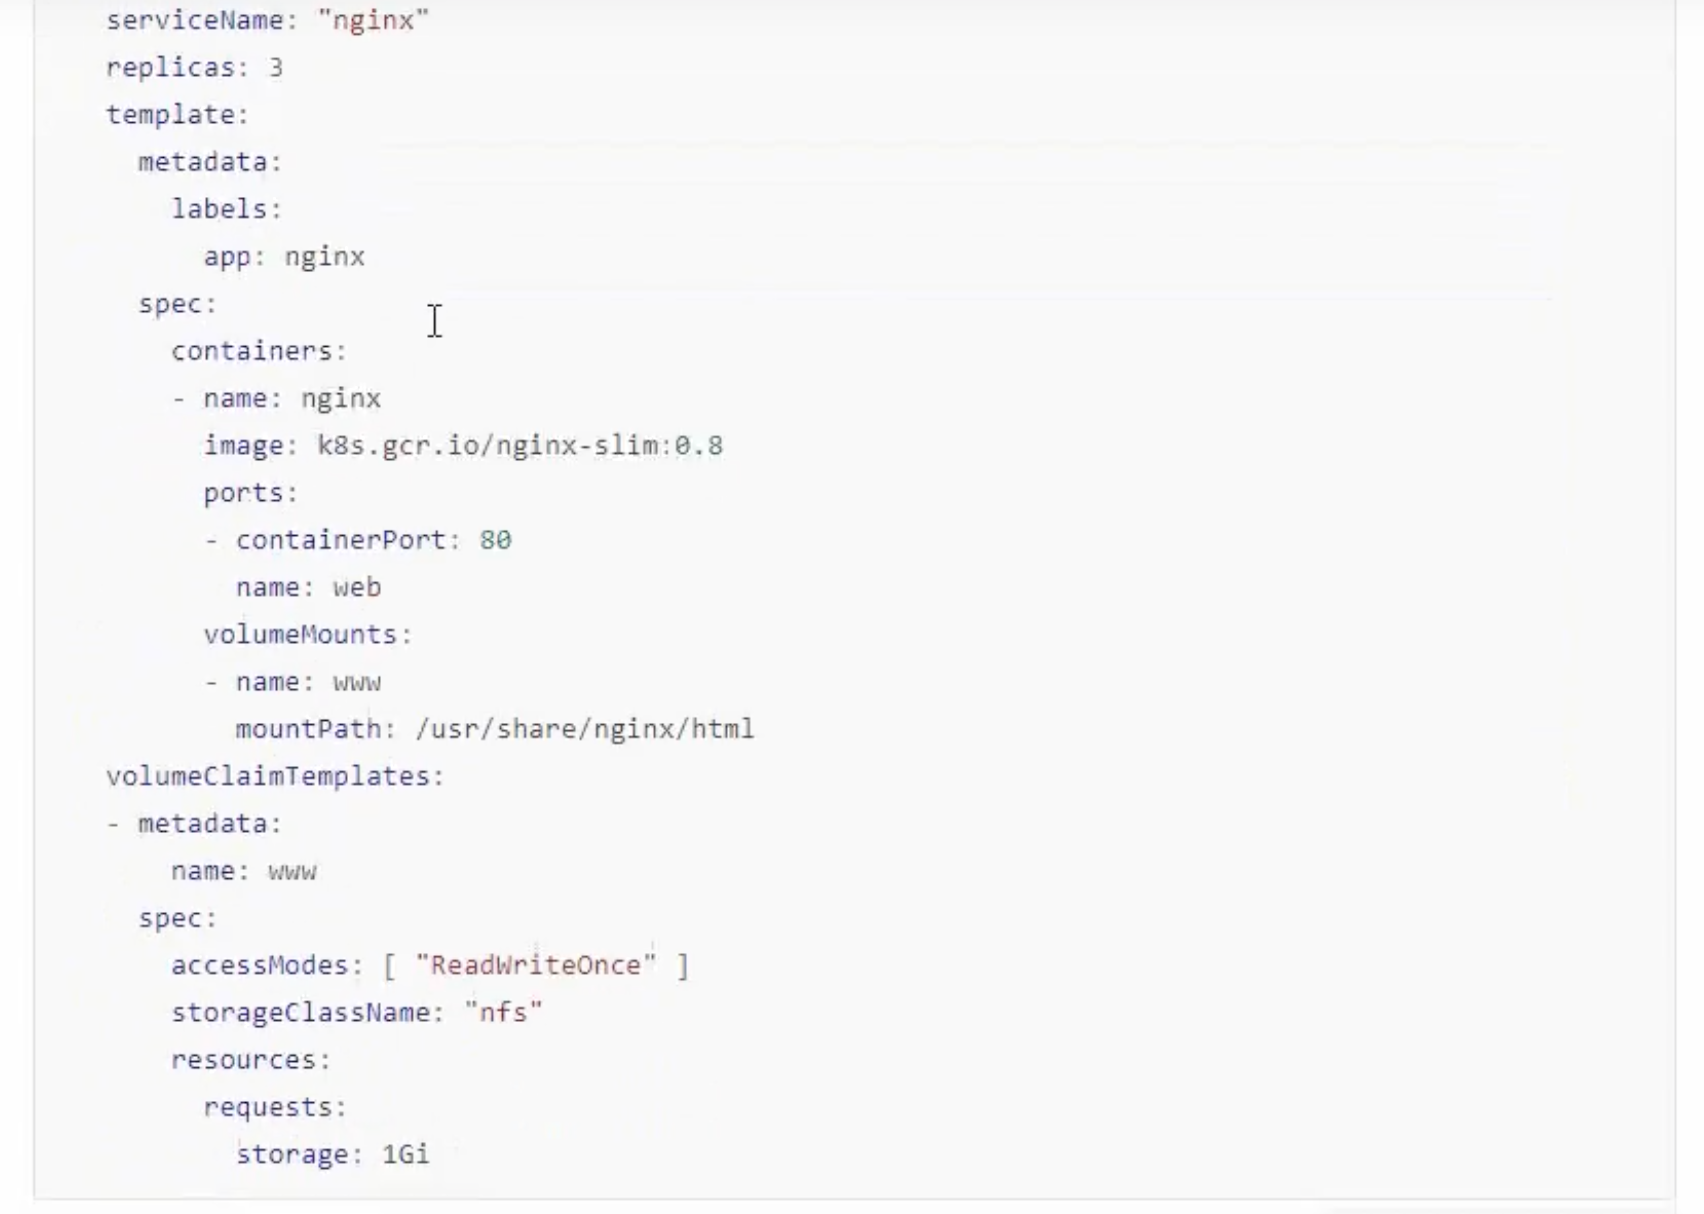 serviceName: "nginx"
replicas: 3
template:
  metadata:
    labels:
      app: nginx
  spec:
    containers:
    - name: nginx
      image: k8s.gcr.io/nginx-slim:0.8
      ports:
      - containerPort: 80
        name: web
      volumeMounts:
      - name: www
        mountPath: /usr/share/nginx/html
volumeClaimTemplates:
- metadata:
    name: www
  spec:
    accessModes: [ "ReadWriteOnce" ]
    storageClassName: "nfs"
    resources:
      requests:
        storage: 1Gi